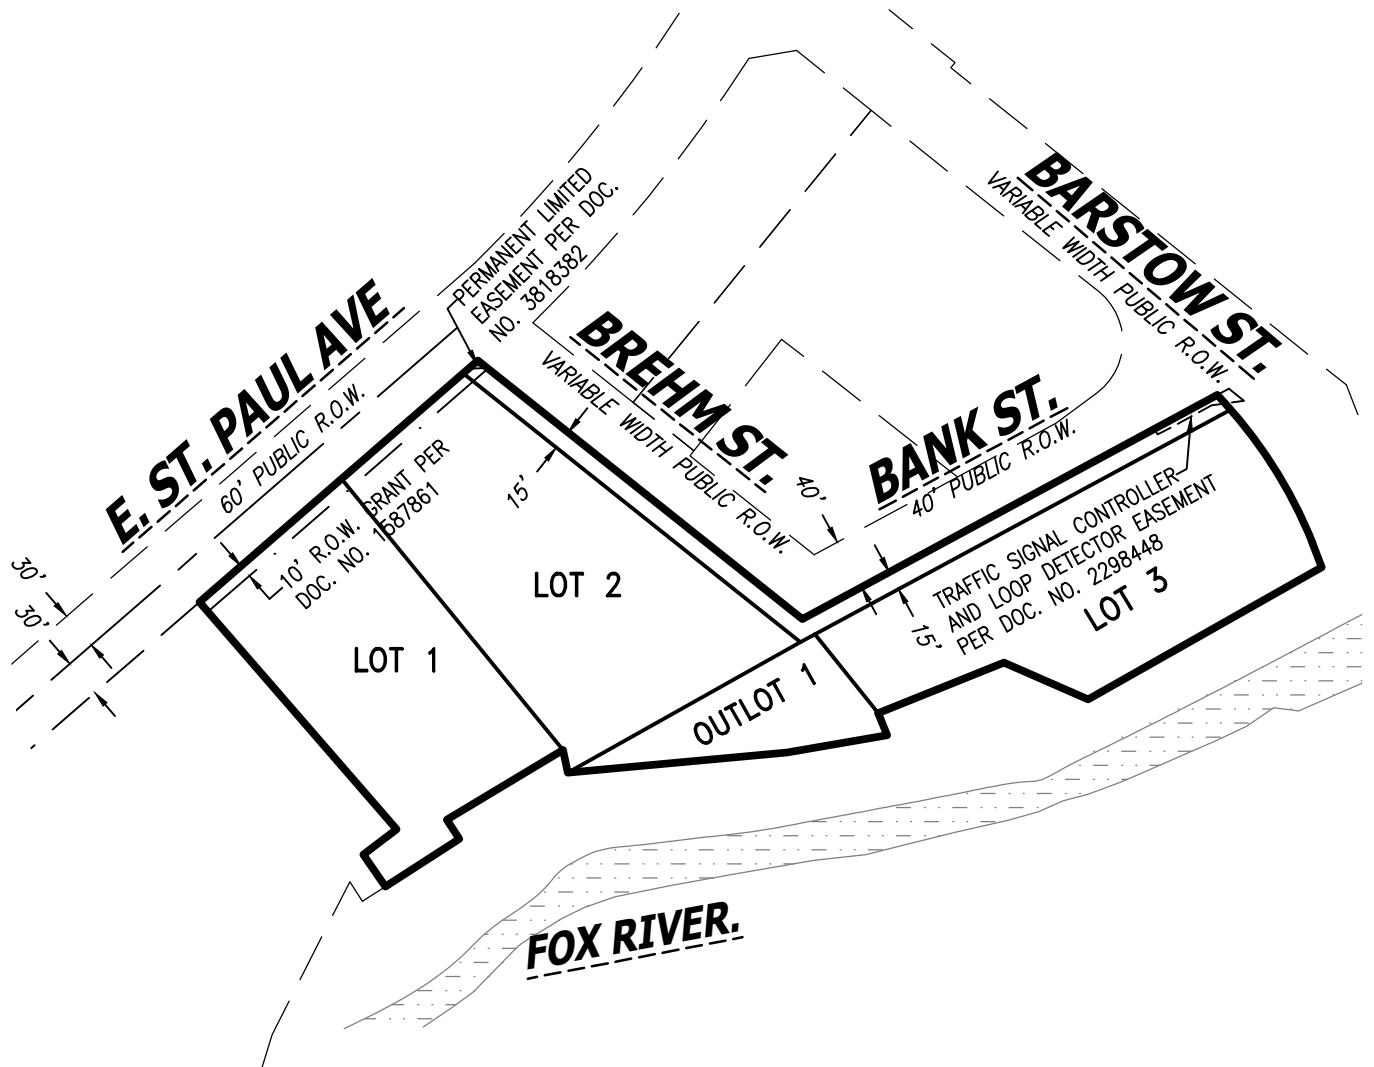 BARSTOW ST.
VARIABLE WIDTH PUBLIC R.O.W.
PERMANENT LIMITED
EASEMENT PER DOC.
NO. 3818382
E. ST. PAUL AVE
60' PUBLIC R.O.W.
BREHM ST.
VARIABLE WIDTH PUBLIC R.O.W.
BANK ST.
40' PUBLIC R.O.W.
40'
15'
10' R.O.W. GRANT PER
DOC. NO. 1587861
30'
30'
LOT 2
TRAFFIC SIGNAL CONTROLLER
AND LOOP DETECTOR EASEMENT
PER DOC. NO. 2298448
LOT 3
15'
LOT 1
OUTLOT 1
FOX RIVER.